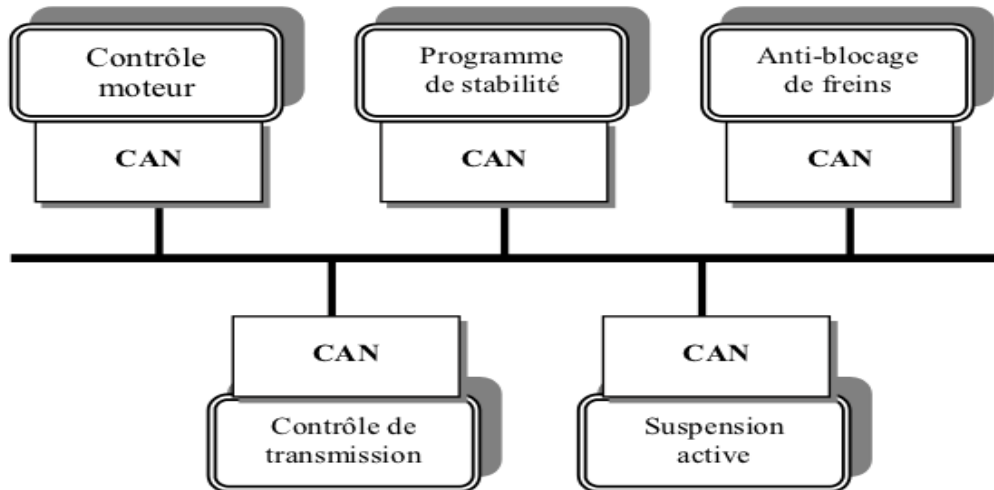 Contrôle
moteur
CAN
Programme
de stabilité
CAN
Anti-blocage
de freins
CAN
CAN
Contrôle de
transmission
CAN
Suspension
active